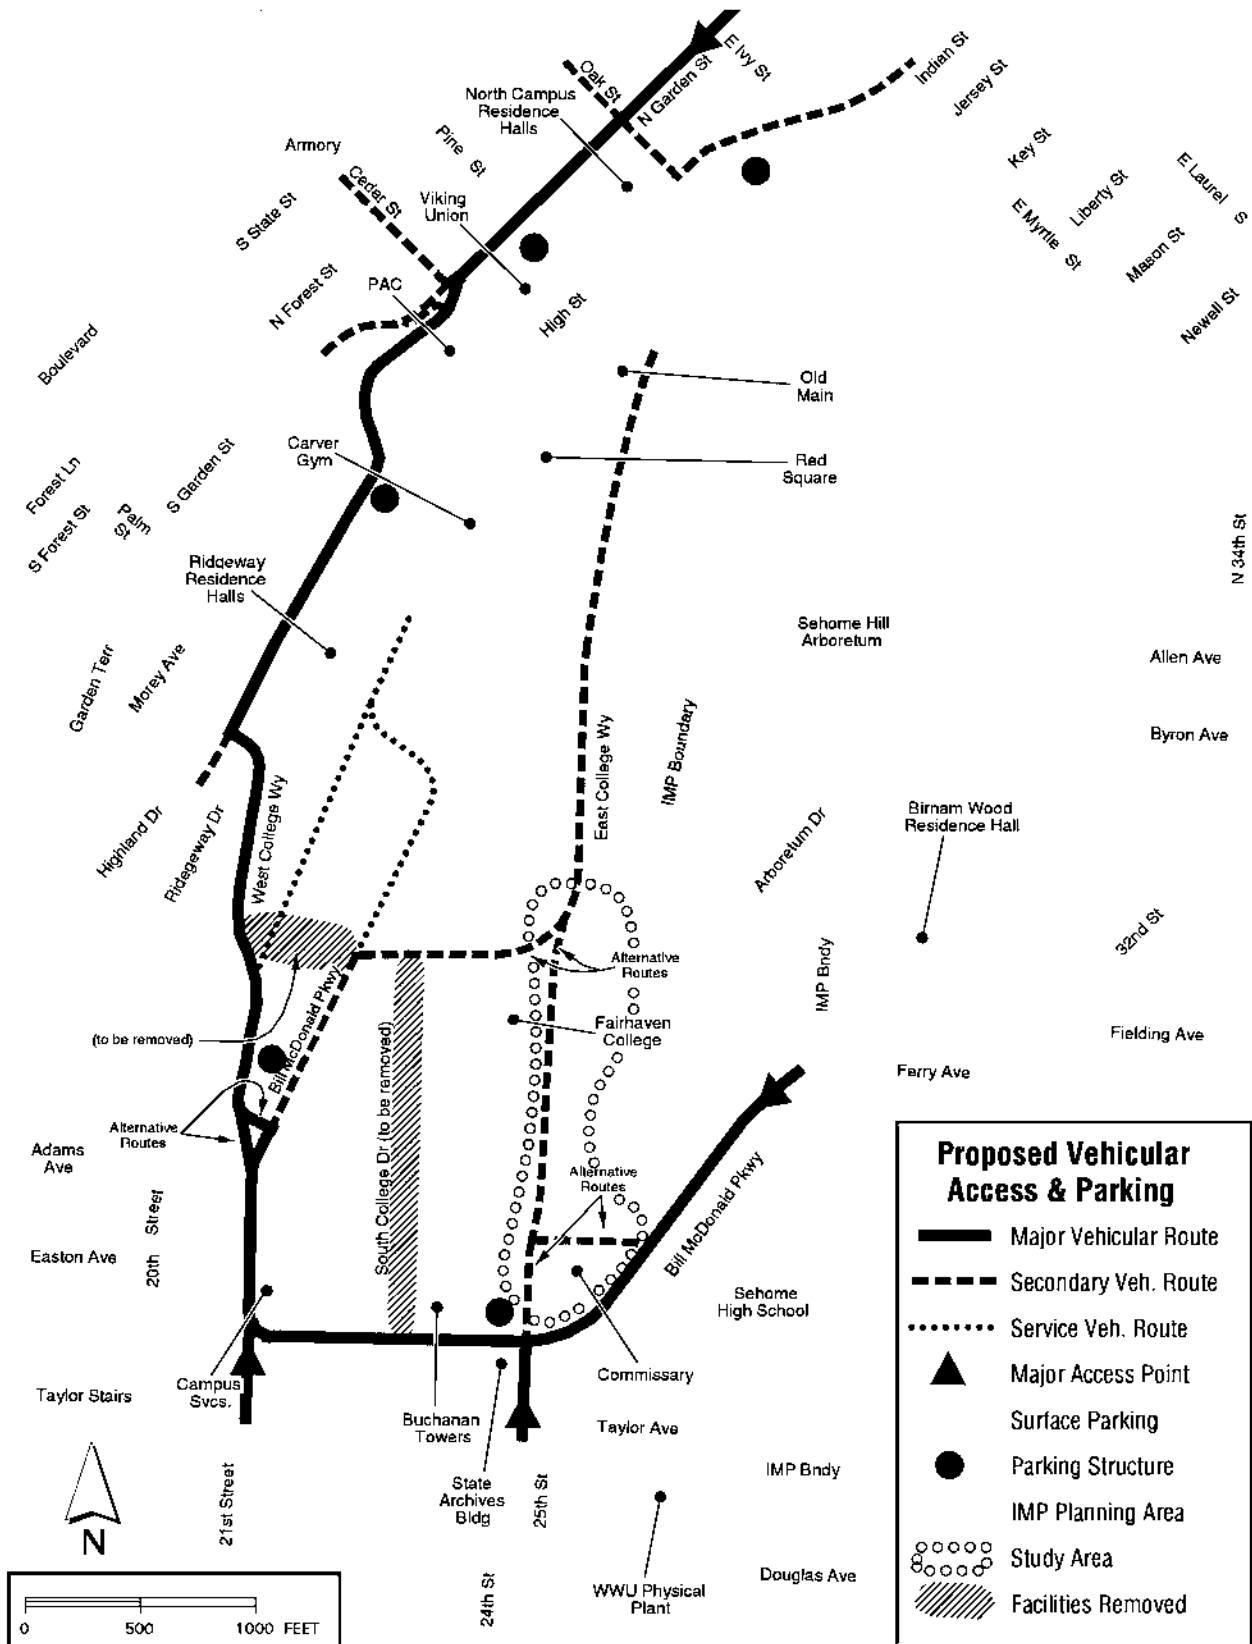 E Ivy St
Indian St
Oak St
N Garden St
Jersey St
North Campus
Residence
Halls
Key St
Pine St
Armory
E Laurel S
Cedar St
Liberty St
Viking
Union
E Myrtle St
S State St
Mason St
N Forest St
PAC
High St
Newell St
Boulevard
Old
Main
Carver
Gym
Red
Square
Forest Ln
S Garden St
Palm
St
S Forest St
N 34th St
Ridgeway
Residence
Halls
Sehome Hill
Arboretum
Allen Ave
Garden Terr
Morey Ave
Byron Ave
East College Wy
IMP Boundary
West College Wy
Highland Dr
Ridegeway Dr
Arboretum Dr
Birnam Wood
Residence Hall
32nd St
Alternative
Routes
IMP Bndy
(to be removed)
Bill McDonald Pkwy
Fairhaven
College
Fielding Ave
Ferry Ave
South College Dr (to be removed)
Alternative
Routes
Adams
Ave
Alternative
Routes
Bill McDonald Pkwy
20th Street
Easton Ave
Sehome
High School
Taylor Stairs
Campus
Svcs.
Commissary
Buchanan
Towers
Taylor Ave
State
Archives
Bldg
IMP Bndy
21st Street
25th St
N
WWU Physical
Plant
Douglas Ave
24th St
0 500 1000 FEET
Proposed Vehicular
Access & Parking
Major Vehicular Route
Secondary Veh. Route
Service Veh. Route
Major Access Point
Surface Parking
Parking Structure
IMP Planning Area
Study Area
Facilities Removed